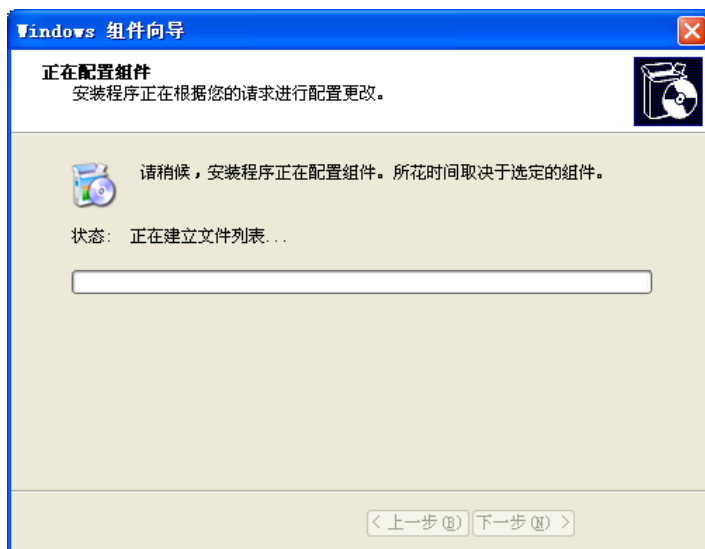 Windows 组件向导
正在配置组件
安装程序正在根据您的请求进行配置更改。
请稍候，安装程序正在配置组件。所花时间取决于选定的组件。
状态: 正在建立文件列表...
< 上一步(B) 下一步(N) >